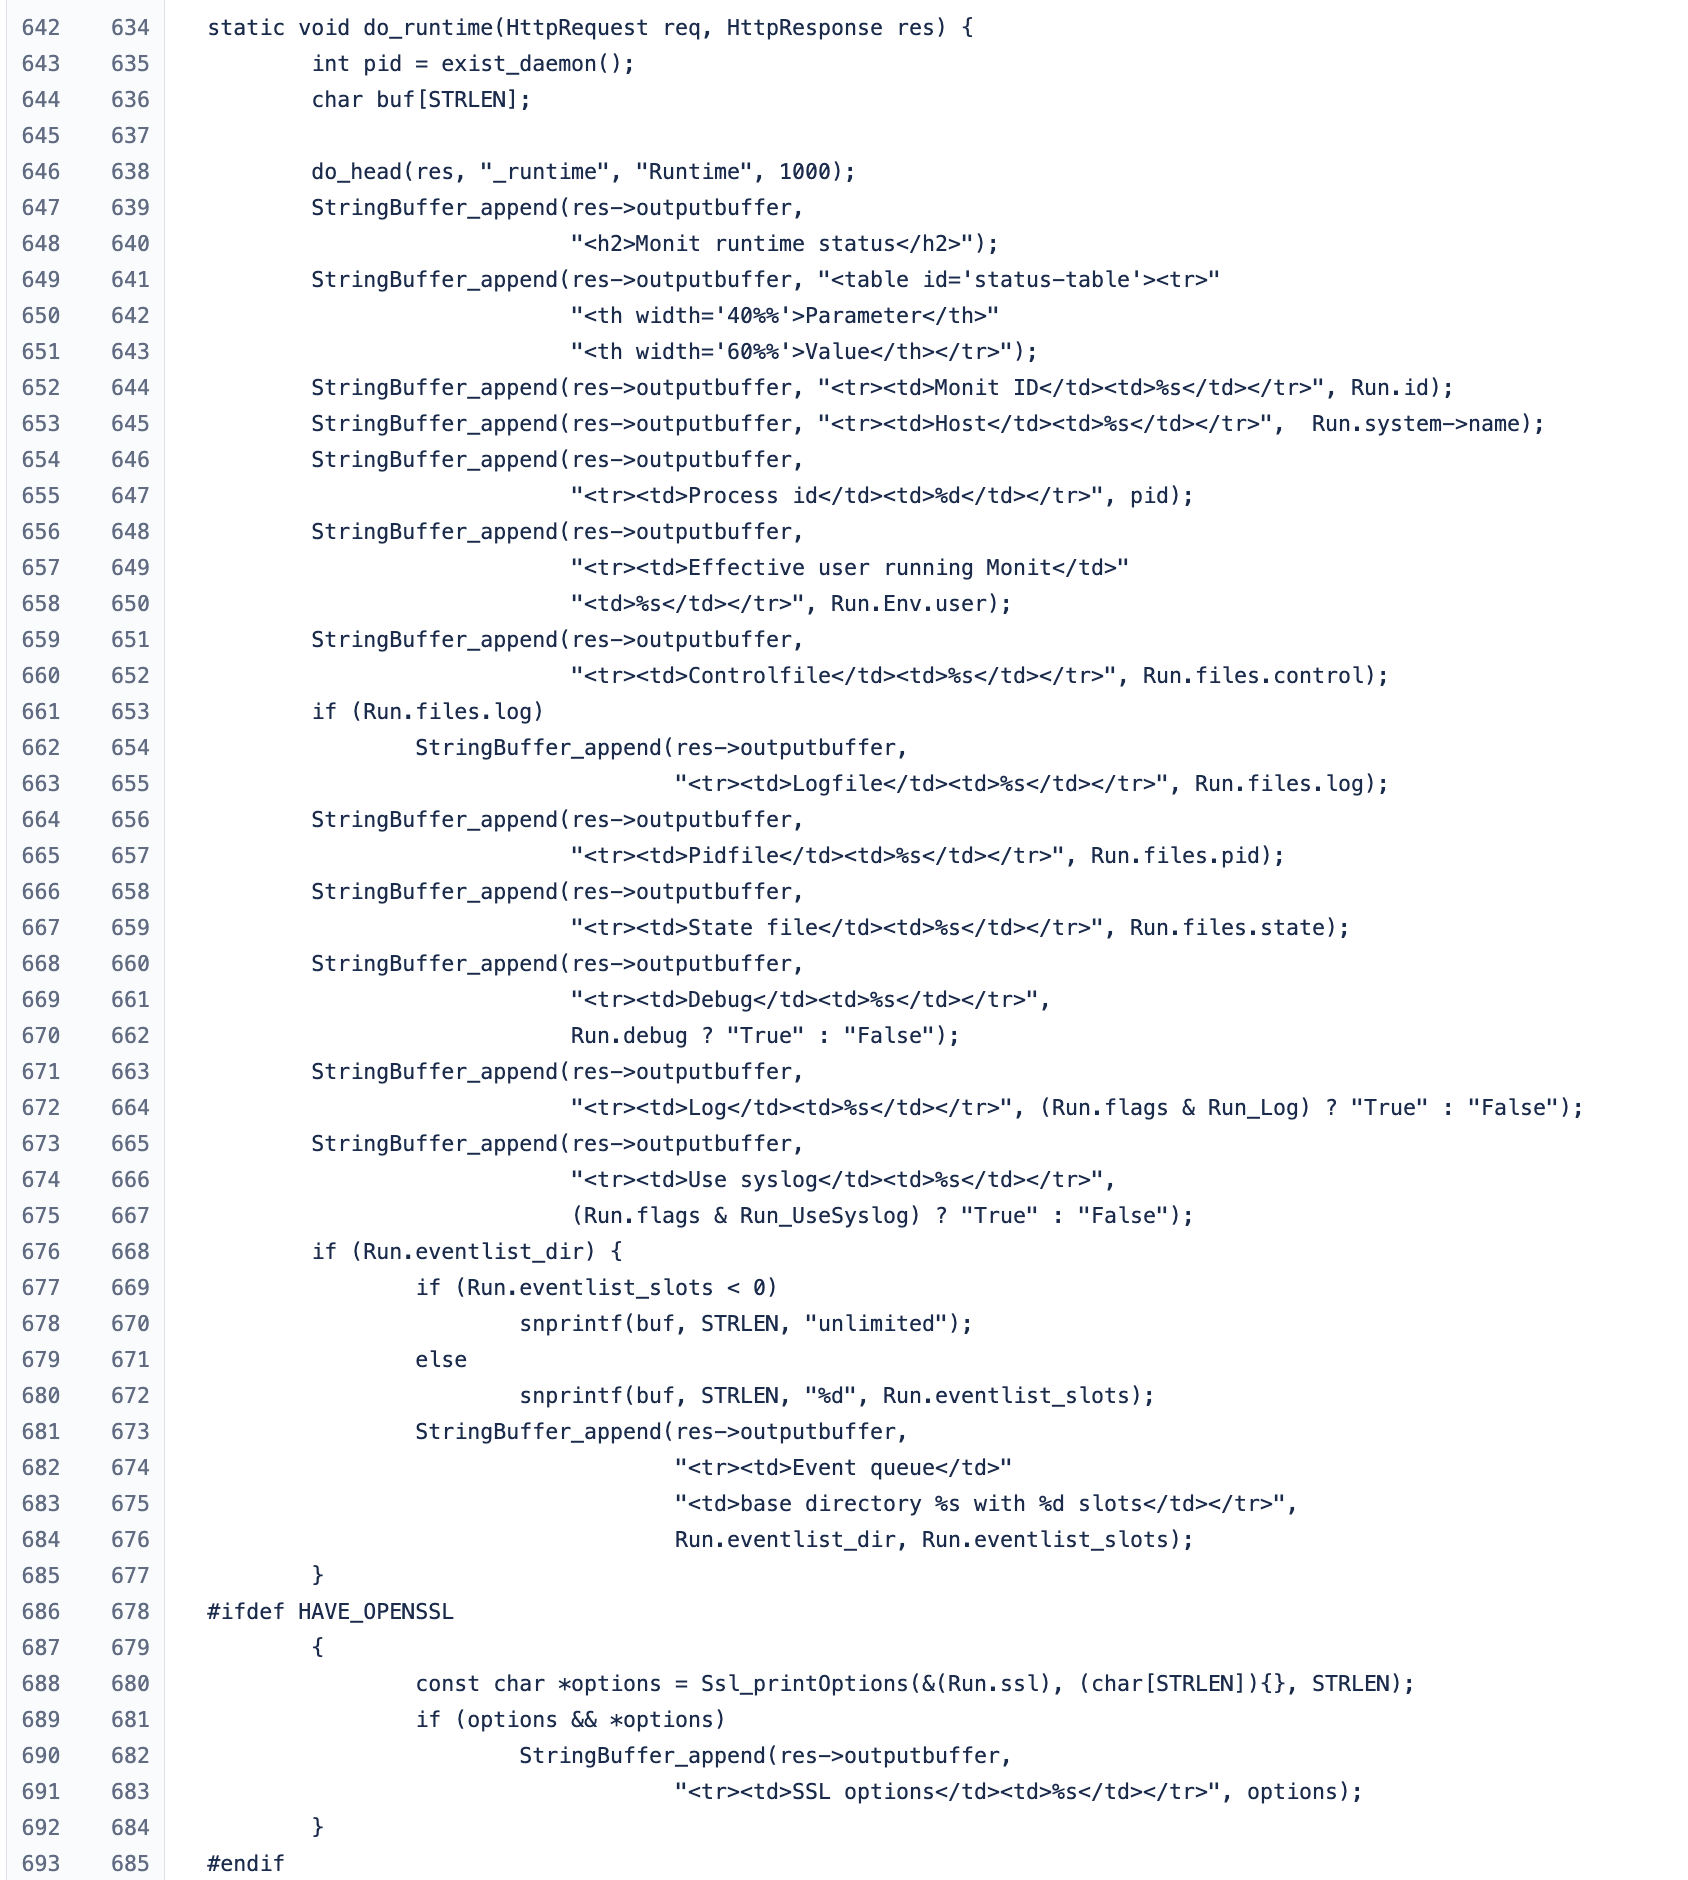 642 634 static void do_runtime(HttpRequest req, HttpResponse res) {
643 635 int pid = exist_daemon();
644 636 char buf[STRLEN];
645 637
646 638 do_head(res, "_runtime", "Runtime", 1000);
647 639 StringBuffer_append(res->outputbuffer,
648 640 "<h2>Monit runtime status</h2>");
649 641 StringBuffer_append(res->outputbuffer, "<table id='status-table'><tr>"
650 642 "<th width='40%%'>Parameter</th>"
651 643 "<th width='60%%'>Value</th></tr>");
652 644 StringBuffer_append(res->outputbuffer, "<tr><td>Monit ID</td><td>%s</td></tr>", Run.id);
653 645 StringBuffer_append(res->outputbuffer, "<tr><td>Host</td><td>%s</td></tr>",  Run.system->name);
654 646 StringBuffer_append(res->outputbuffer,
655 647 "<tr><td>Process id</td><td>%d</td></tr>", pid);
656 648 StringBuffer_append(res->outputbuffer,
657 649 "<tr><td>Effective user running Monit</td>"
658 650 "<td>%s</td></tr>", Run.Env.user);
659 651 StringBuffer_append(res->outputbuffer,
660 652 "<tr><td>Controlfile</td><td>%s</td></tr>", Run.files.control);
661 653 if (Run.files.log)
662 654 StringBuffer_append(res->outputbuffer,
663 655 "<tr><td>Logfile</td><td>%s</td></tr>", Run.files.log);
664 656 StringBuffer_append(res->outputbuffer,
665 657 "<tr><td>Pidfile</td><td>%s</td></tr>", Run.files.pid);
666 658 StringBuffer_append(res->outputbuffer,
667 659 "<tr><td>State file</td><td>%s</td></tr>", Run.files.state);
668 660 StringBuffer_append(res->outputbuffer,
669 661 "<tr><td>Debug</td><td>%s</td></tr>",
670 662 Run.debug ? "True" : "False");
671 663 StringBuffer_append(res->outputbuffer,
672 664 "<tr><td>Log</td><td>%s</td></tr>", (Run.flags & Run_Log) ? "True" : "False");
673 665 StringBuffer_append(res->outputbuffer,
674 666 "<tr><td>Use syslog</td><td>%s</td></tr>",
675 667 (Run.flags & Run_UseSyslog) ? "True" : "False");
676 668 if (Run.eventlist_dir) {
677 669 if (Run.eventlist_slots < 0)
678 670 snprintf(buf, STRLEN, "unlimited");
679 671 else
680 672 snprintf(buf, STRLEN, "%d", Run.eventlist_slots);
681 673 StringBuffer_append(res->outputbuffer,
682 674 "<tr><td>Event queue</td>"
683 675 "<td>base directory %s with %d slots</td></tr>",
684 676 Run.eventlist_dir, Run.eventlist_slots);
685 677 }
686 678 #ifdef HAVE_OPENSSL
687 679 {
688 680 const char *options = Ssl_printOptions(&(Run.ssl), (char[STRLEN]){}, STRLEN);
689 681 if (options && *options)
690 682 StringBuffer_append(res->outputbuffer,
691 683 "<tr><td>SSL options</td><td>%s</td></tr>", options);
692 684 }
693 685 #endif